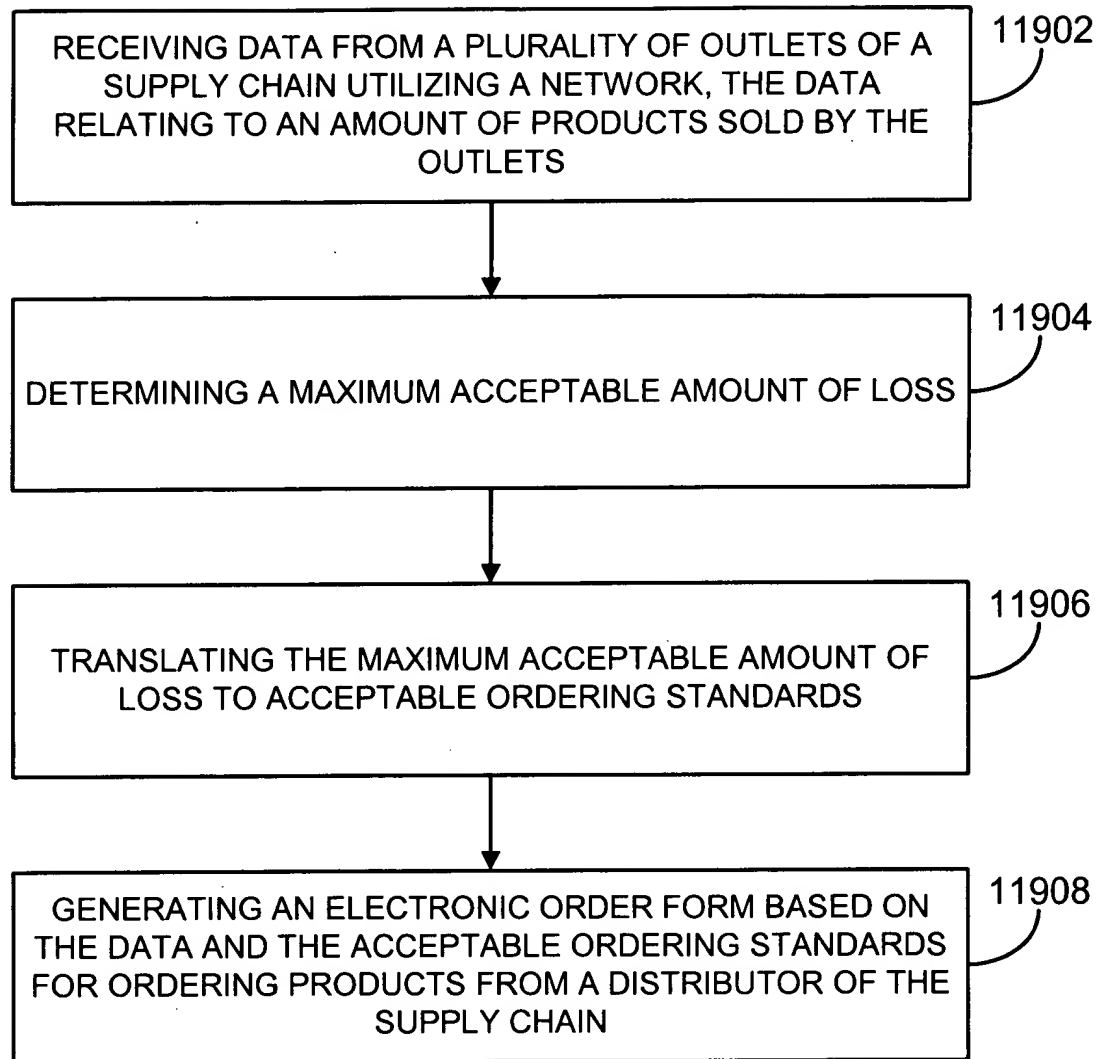 RECEIVING DATA FROM A PLURALITY OF OUTLETS OF A
SUPPLY CHAIN UTILIZING A NETWORK, THE DATA
RELATING TO AN AMOUNT OF PRODUCTS SOLD BY THE
OUTLETS
11902
DETERMINING A MAXIMUM ACCEPTABLE AMOUNT OF LOSS
11904
TRANSLATING THE MAXIMUM ACCEPTABLE AMOUNT OF
LOSS TO ACCEPTABLE ORDERING STANDARDS
11906
GENERATING AN ELECTRONIC ORDER FORM BASED ON
THE DATA AND THE ACCEPTABLE ORDERING STANDARDS
FOR ORDERING PRODUCTS FROM A DISTRIBUTOR OF THE
SUPPLY CHAIN
11908